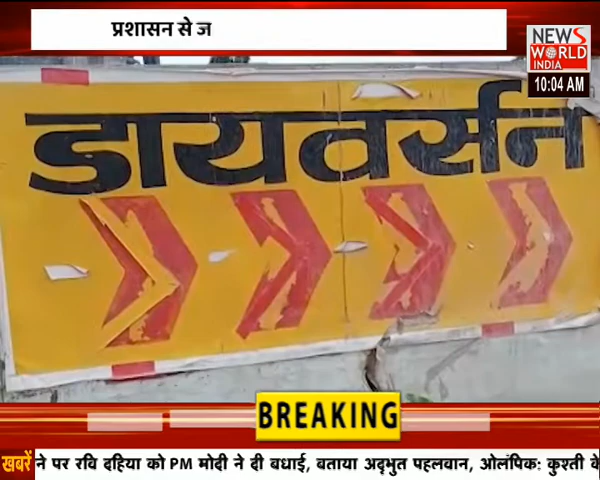 प्रशासन से ज
NEWS
WORLD
INDIA
10:04 AM
डायवर्सन
BREAKING
खबरें ने पर रवि दहिया को PM मोदी ने दी बधाई, बताया अद्भुत पहलवान, ओलंपिक: कुश्ती के